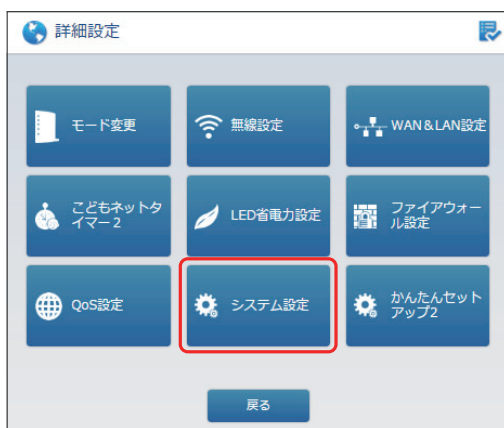 詳細設定
モード変更
無線設定
WAN&LAN設定
こどもネットタ
イマー2
LED省電力設定
ファイアウォー
ル設定
QoS設定
システム設定
かんたんセット
アップ2
戻る